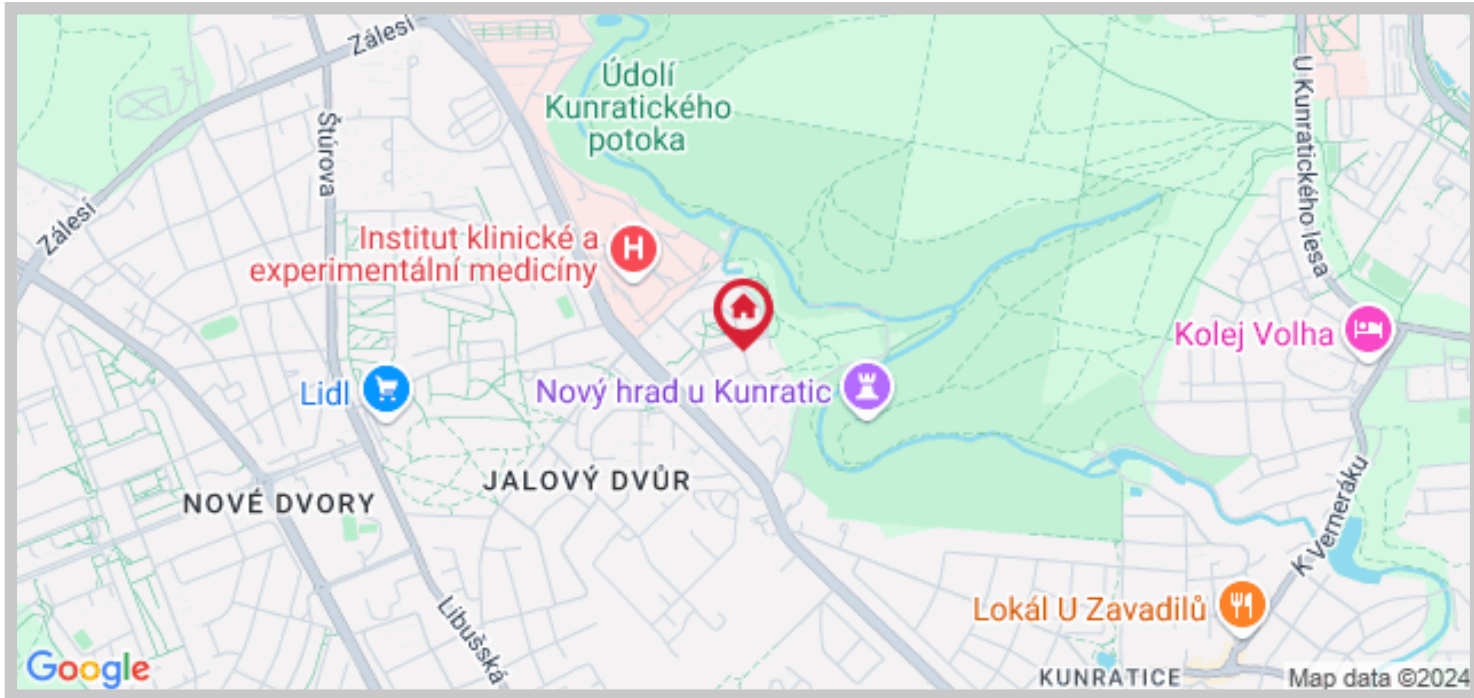 Zálesí
Údolí
Kunratického
potoka
U Kunratického lesa
Štúrova
Zálesí
Institut klinické a
experimentální medicíny
H
Kolej Volha
Lidl
Nový hrad u Kunratic
JALOVÝ DVŮR
NOVÉ DVORY
K Verneráku
Libušská
Lokál U Zavadilů
KUNRATICE
Google
Map data ©2024